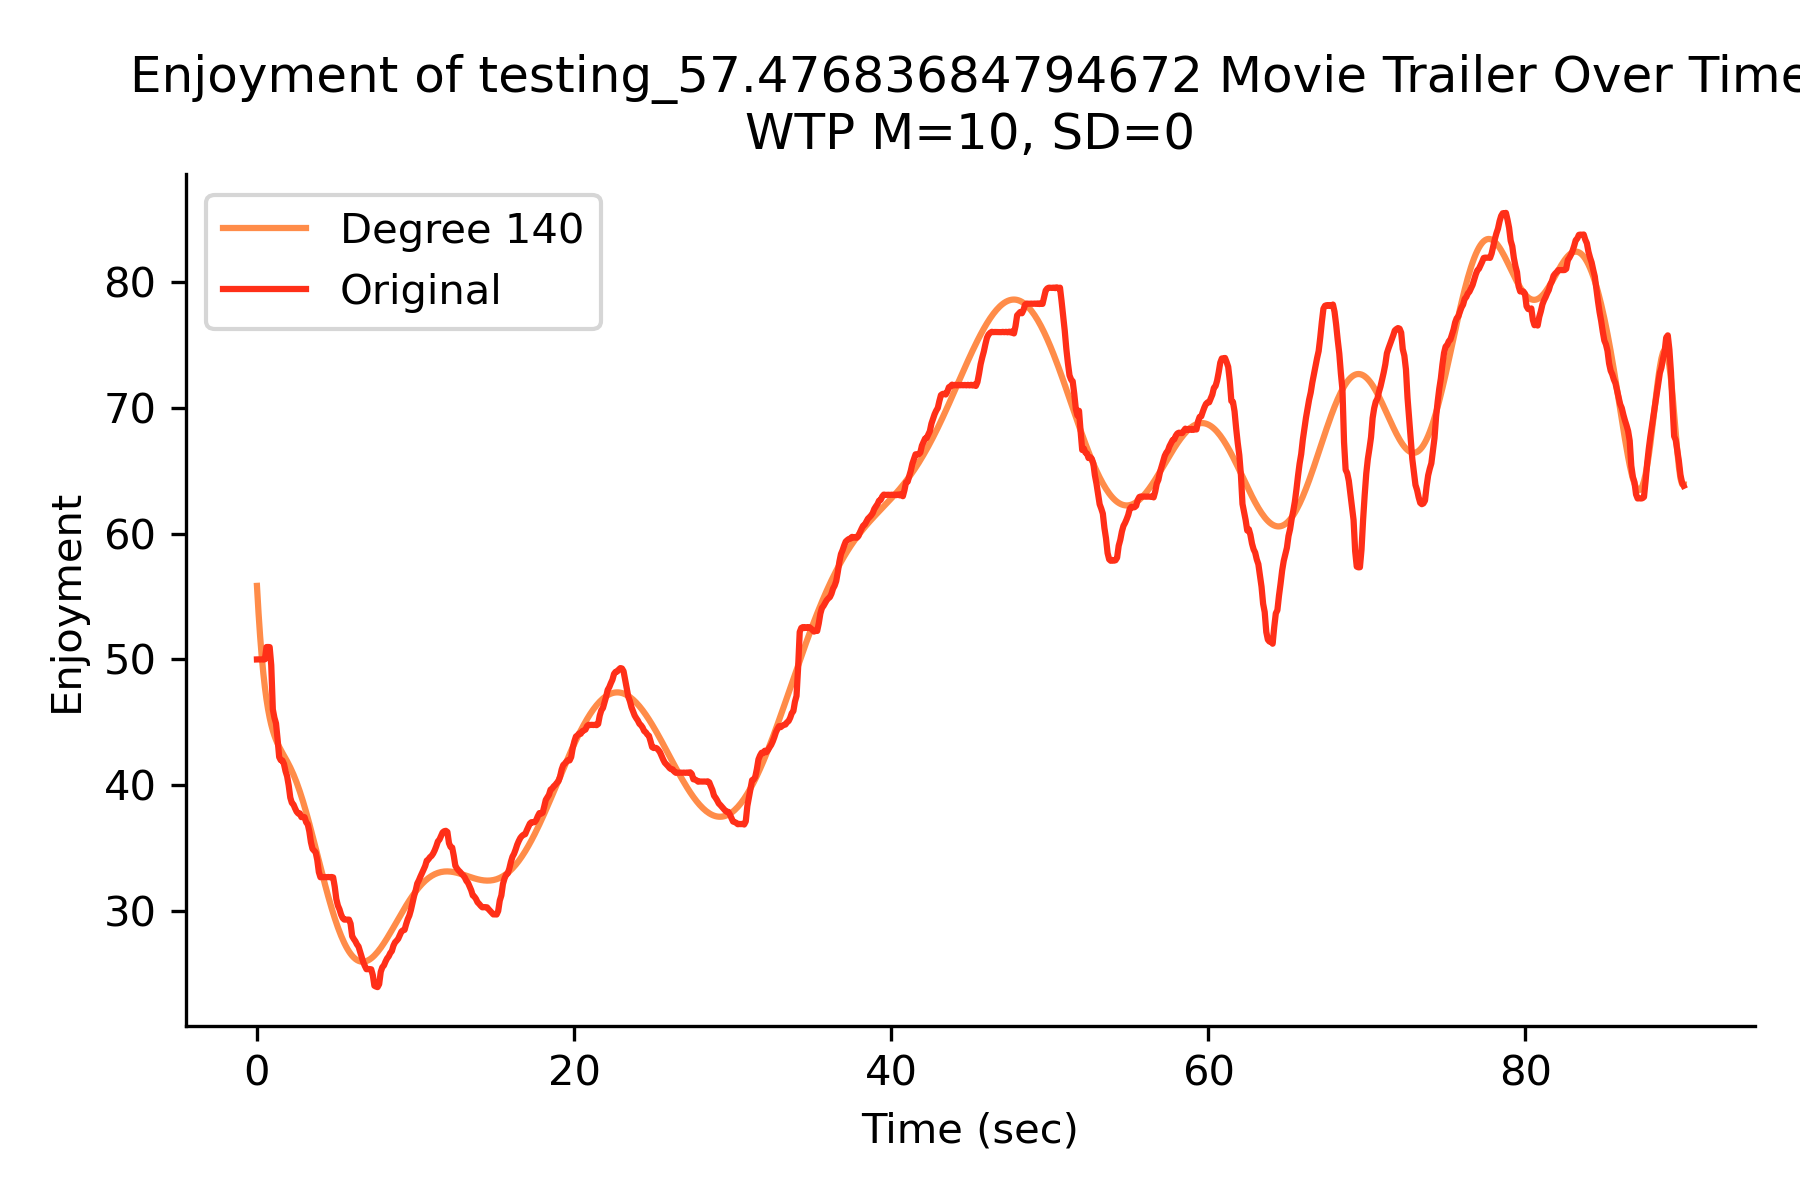 Enjoyment of testing_57.47683684794672 Movie Trailer Over Time
WTP M=10, SD=0
Degree 140
Original
Enjoyment
80
70
60
50
40
30
0 20 40 60 80
Time (sec)